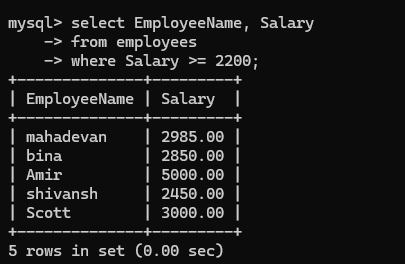 mysql> select EmployeeName, Salary
    -> from employees
    -> where Salary >= 2200;
+--------------+---------+
| EmployeeName | Salary  |
+--------------+---------+
| mahadevan    | 2985.00 |
| bina         | 2850.00 |
| Amir         | 5000.00 |
| shivansh     | 2450.00 |
| Scott        | 3000.00 |
+--------------+---------+
5 rows in set (0.00 sec)